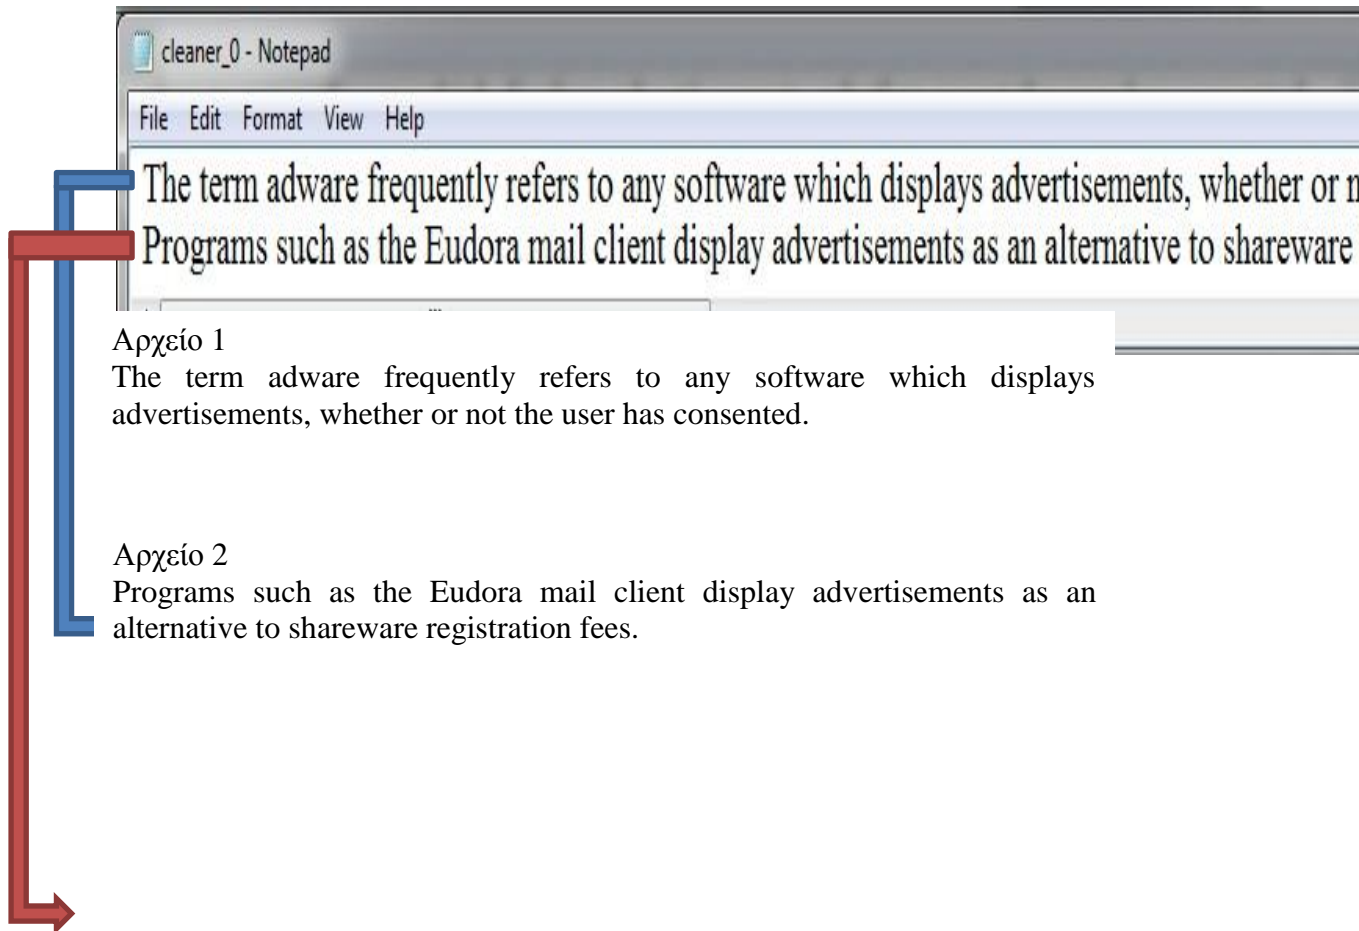 cleaner_0 - Notepad
File Edit Format View Help
The term adware frequently refers to any software which displays advertisements, whether or
Programs such as the Eudora mail client display advertisements as an alternative to shareware
Αρχείο 1
The term adware frequently refers to any software which displays
advertisements, whether or not the user has consented.
Αρχείο 2
Programs such as the Eudora mail client display advertisements as an
alternative to shareware registration fees.